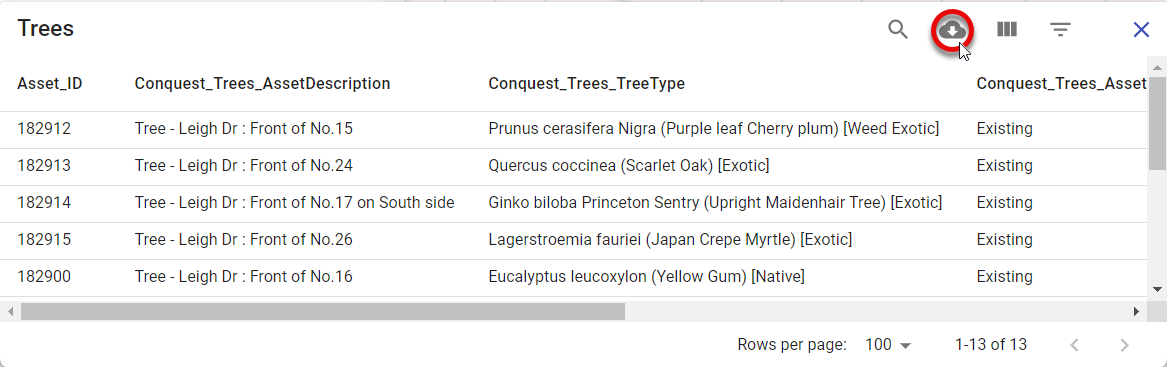 Trees
Asset_ID Conquest_Trees_AssetDescription Conquest_Trees_TreeType Conquest_Trees_Asset
182912 Tree - Leigh Dr : Front of No.15 Prunus cerasifera Nigra (Purple leaf Cherry plum) [Weed Exotic] Existing
182913 Tree - Leigh Dr : Front of No.24 Quercus coccinea (Scarlet Oak) [Exotic] Existing
182914 Tree - Leigh Dr : Front of No.17 on South side Ginko biloba Princeton Sentry (Upright Maidenhair Tree) [Exotic] Existing
182915 Tree - Leigh Dr : Front of No.26 Lagerstroemia fauriei (Japan Crepe Myrtle) [Exotic] Existing
182900 Tree - Leigh Dr : Front of No.16 Eucalyptus leucoxylon (Yellow Gum) [Native] Existing
Rows per page: 100 1-13 of 13